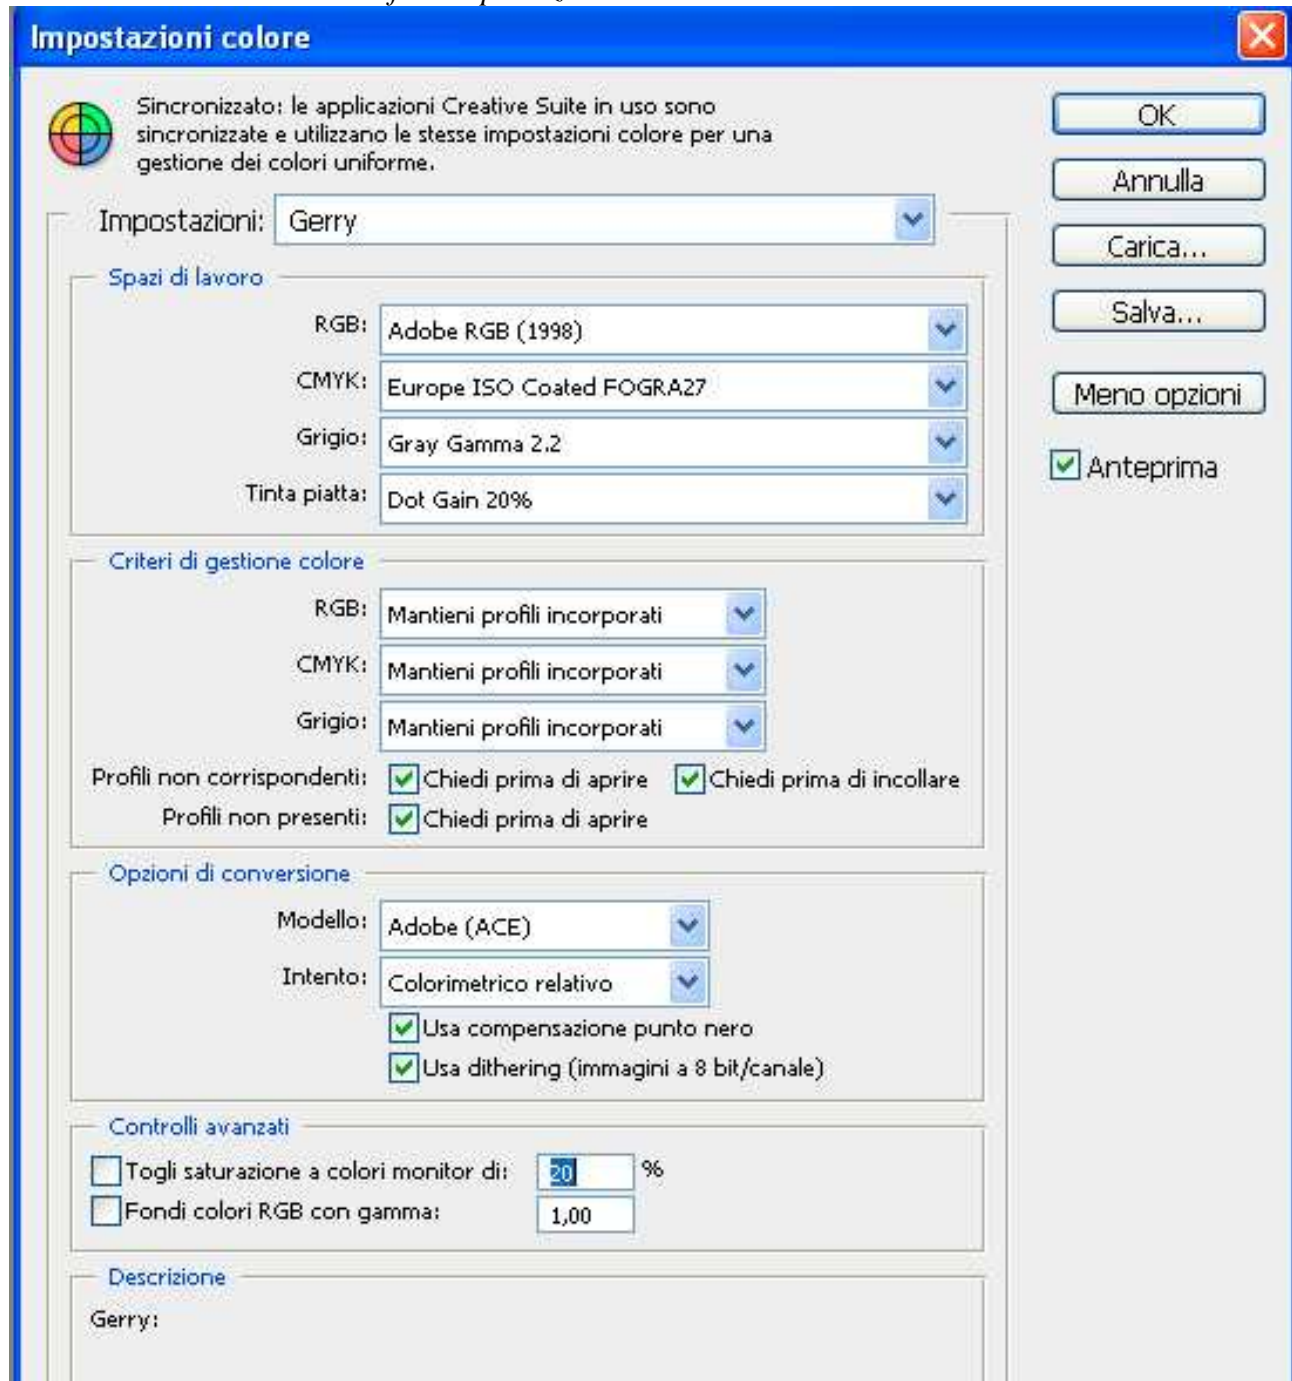 Impostazioni colore
Sincronizzato: le applicazioni Creative Suite in uso sono
sincronizzate e utilizzano le stesse impostazioni colore per una
gestione dei colori uniforme.
OK
Annulla
Carica...
Salva...
Meno opzioni
Anteprima
Impostazioni: Gerry
Spazi di lavoro
RGB: Adobe RGB (1998)
CMYK: Europe ISO Coated FOGRA27
Grigio: Gray Gamma 2.2
Tinta piatta: Dot Gain 20%
Criteri di gestione colore
RGB: Mantieni profili incorporati
CMYK: Mantieni profili incorporati
Grigio: Mantieni profili incorporati
Profili non corrispondenti: Chiedi prima di aprire Chiedi prima di incollare
Profili non presenti: Chiedi prima di aprire
Opzioni di conversione
Modello: Adobe (ACE)
Intento: Colorimetrico relativo
Usa compensazione punto nero
Usa dithering (immagini a 8 bit/canale)
Controlli avanzati
Togli saturazione a colori monitor di: 20 %
Fondi colori RGB con gamma: 1,00
Descrizione
Gerry: